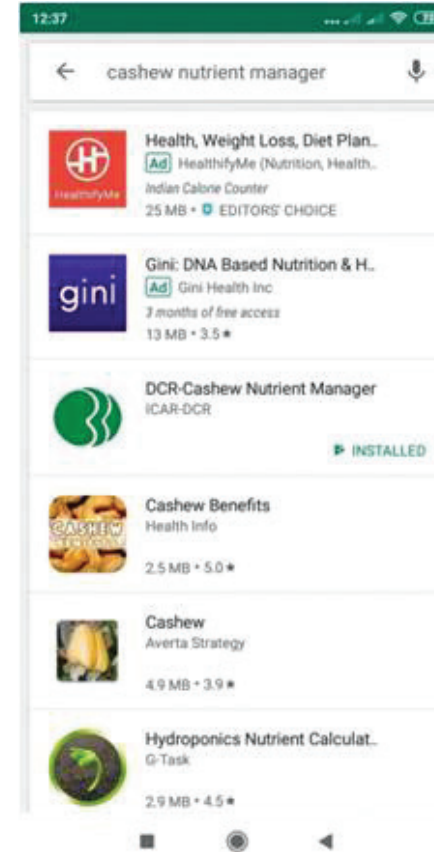 12:37
cashew nutrient manager
Health, Weight Loss, Diet Plan..
HealthifyMe
Ad HealthifyMe (Nutrition, Health..
Indian Calorie Counter
25 MB • EDITORS' CHOICE
Gini: DNA Based Nutrition & H..
gini
Ad Gini Health Inc
3 months of free access
13 MB • 3.5★
DCR-Cashew Nutrient Manager
ICAR-DCR
INSTALLED
Cashew Benefits
CASHEW
Health Info
2.5 MB • 5.0★
Cashew
Averta Strategy
4.9 MB • 3.9★
Hydroponics Nutrient Calculat..
G-Task
2.9 MB • 4.5★